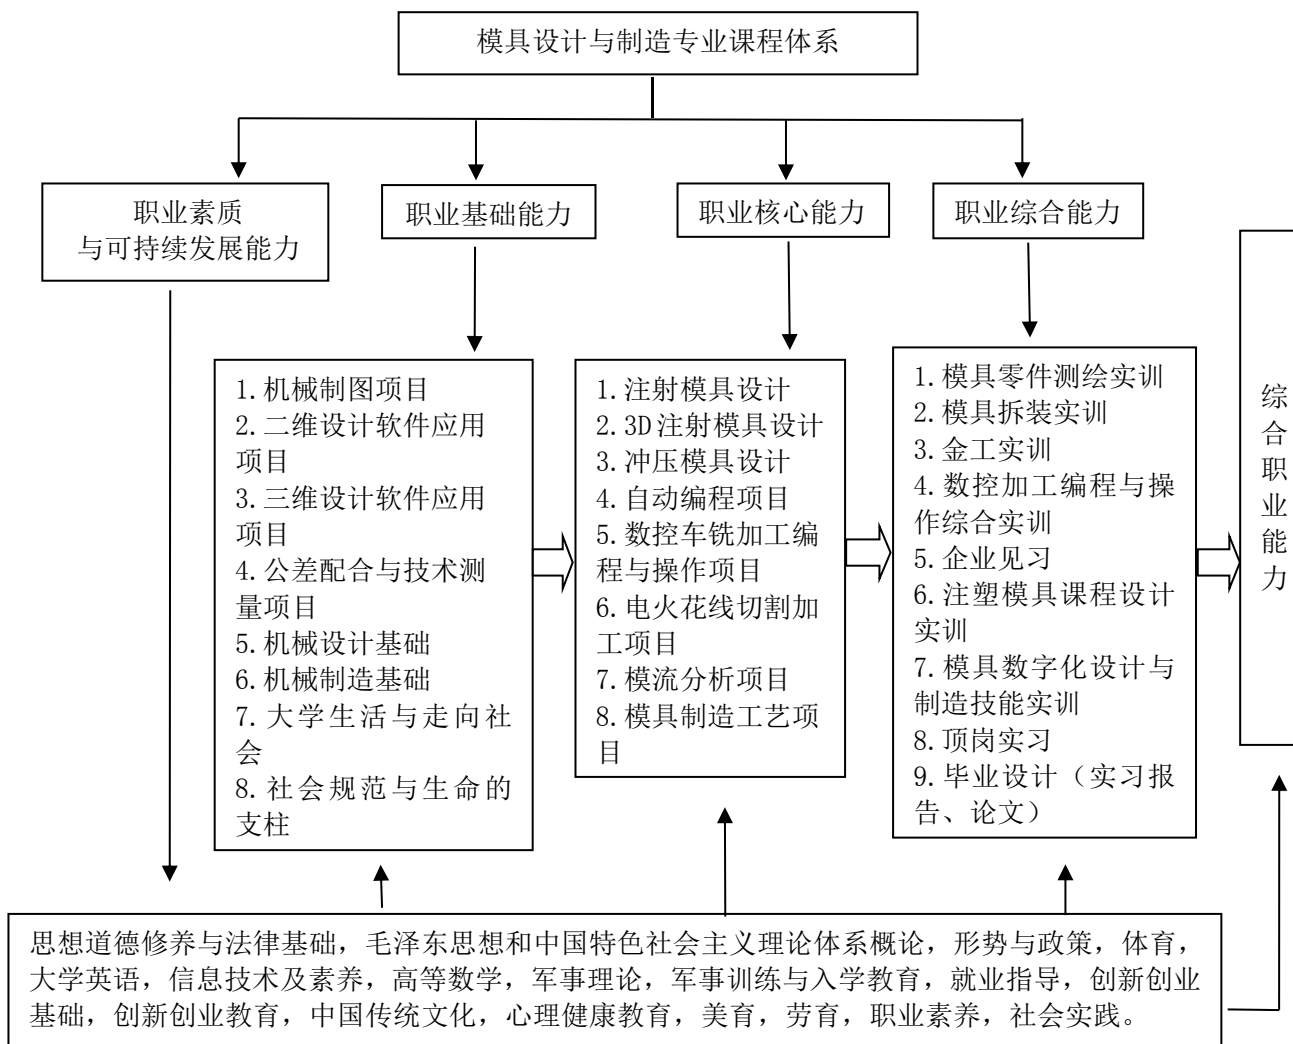 模具设计与制造专业课程体系
职业素质
与可持续发展能力
职业基础能力
职业核心能力
职业综合能力
1.机械制图项目
2.二维设计软件应用
项目
3.三维设计软件应用
项目
4.公差配合与技术测
量项目
5.机械设计基础
6.机械制造基础
7.大学生活与走向社
会
8.社会规范与生命的
支柱
1.注射模具设计
2.3D注射模具设计
3.冲压模具设计
4.自动编程项目
5.数控车铣加工编
程与操作项目
6.电火花线切割加
工项目
7.模流分析项目
8.模具制造工艺项
目
1.模具零件测绘实训
2.模具拆装实训
3.金工实训
4.数控加工编程与操
作综合实训
5.企业见习
6.注塑模具课程设计
实训
7.模具数字化设计与
制造技能实训
8.顶岗实习
9.毕业设计（实习报
告、论文）
综
合
职
业
能
力
思想道德修养与法律基础，毛泽东思想和中国特色社会主义理论体系概论，形势与政策，体育，
大学英语，信息技术及素养，高等数学，军事理论，军事训练与入学教育，就业指导，创新创业
基础，创新创业教育，中国传统文化，心理健康教育，美育，劳育，职业素养，社会实践。